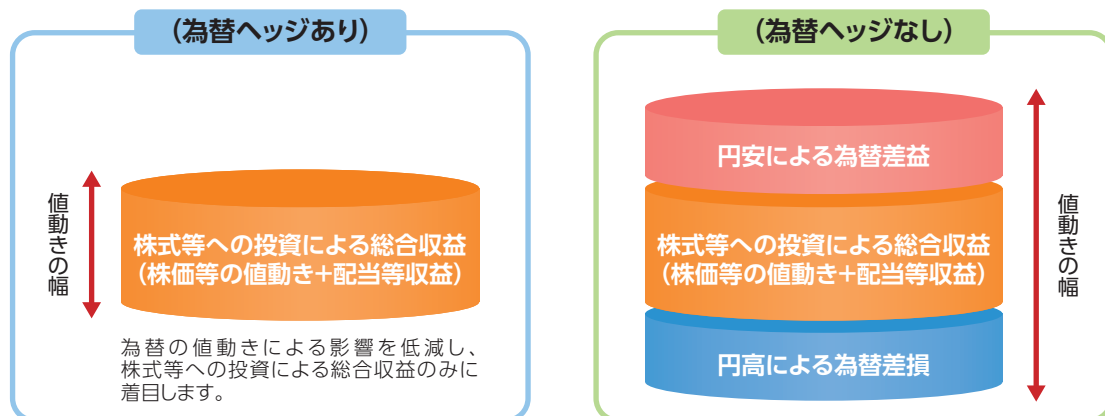 (為替ヘッジあり)
値動きの幅
株式等への投資による総合収益
(株価等の値動き+配当等収益)
為替の値動きによる影響を低減し、
株式等への投資による総合収益のみに
着目します。
(為替ヘッジなし)
円安による為替差益
株式等への投資による総合収益
(株価等の値動き+配当等収益)
円高による為替差損
値動きの幅